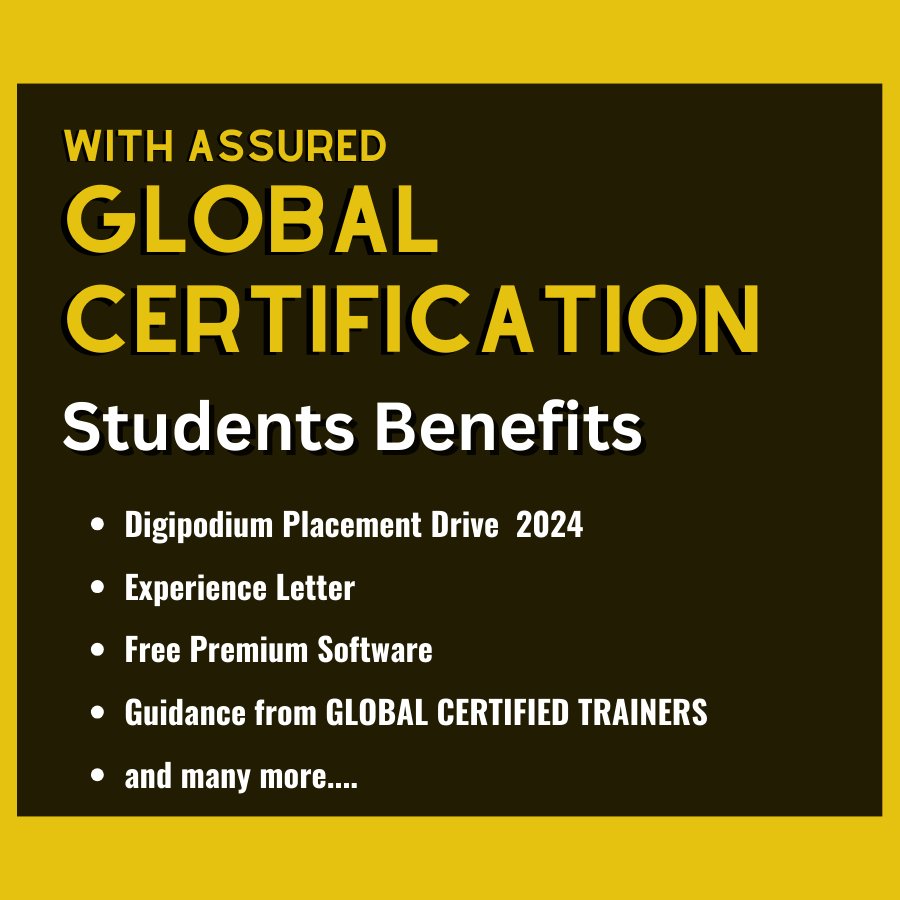 WITH ASSURED
GLOBAL
CERTIFICATION
Students Benefits
• Digipodium Placement Drive 2024
• Experience Letter
• Free Premium Software
• Guidance from GLOBAL CERTIFIED TRAINERS
• and many more....